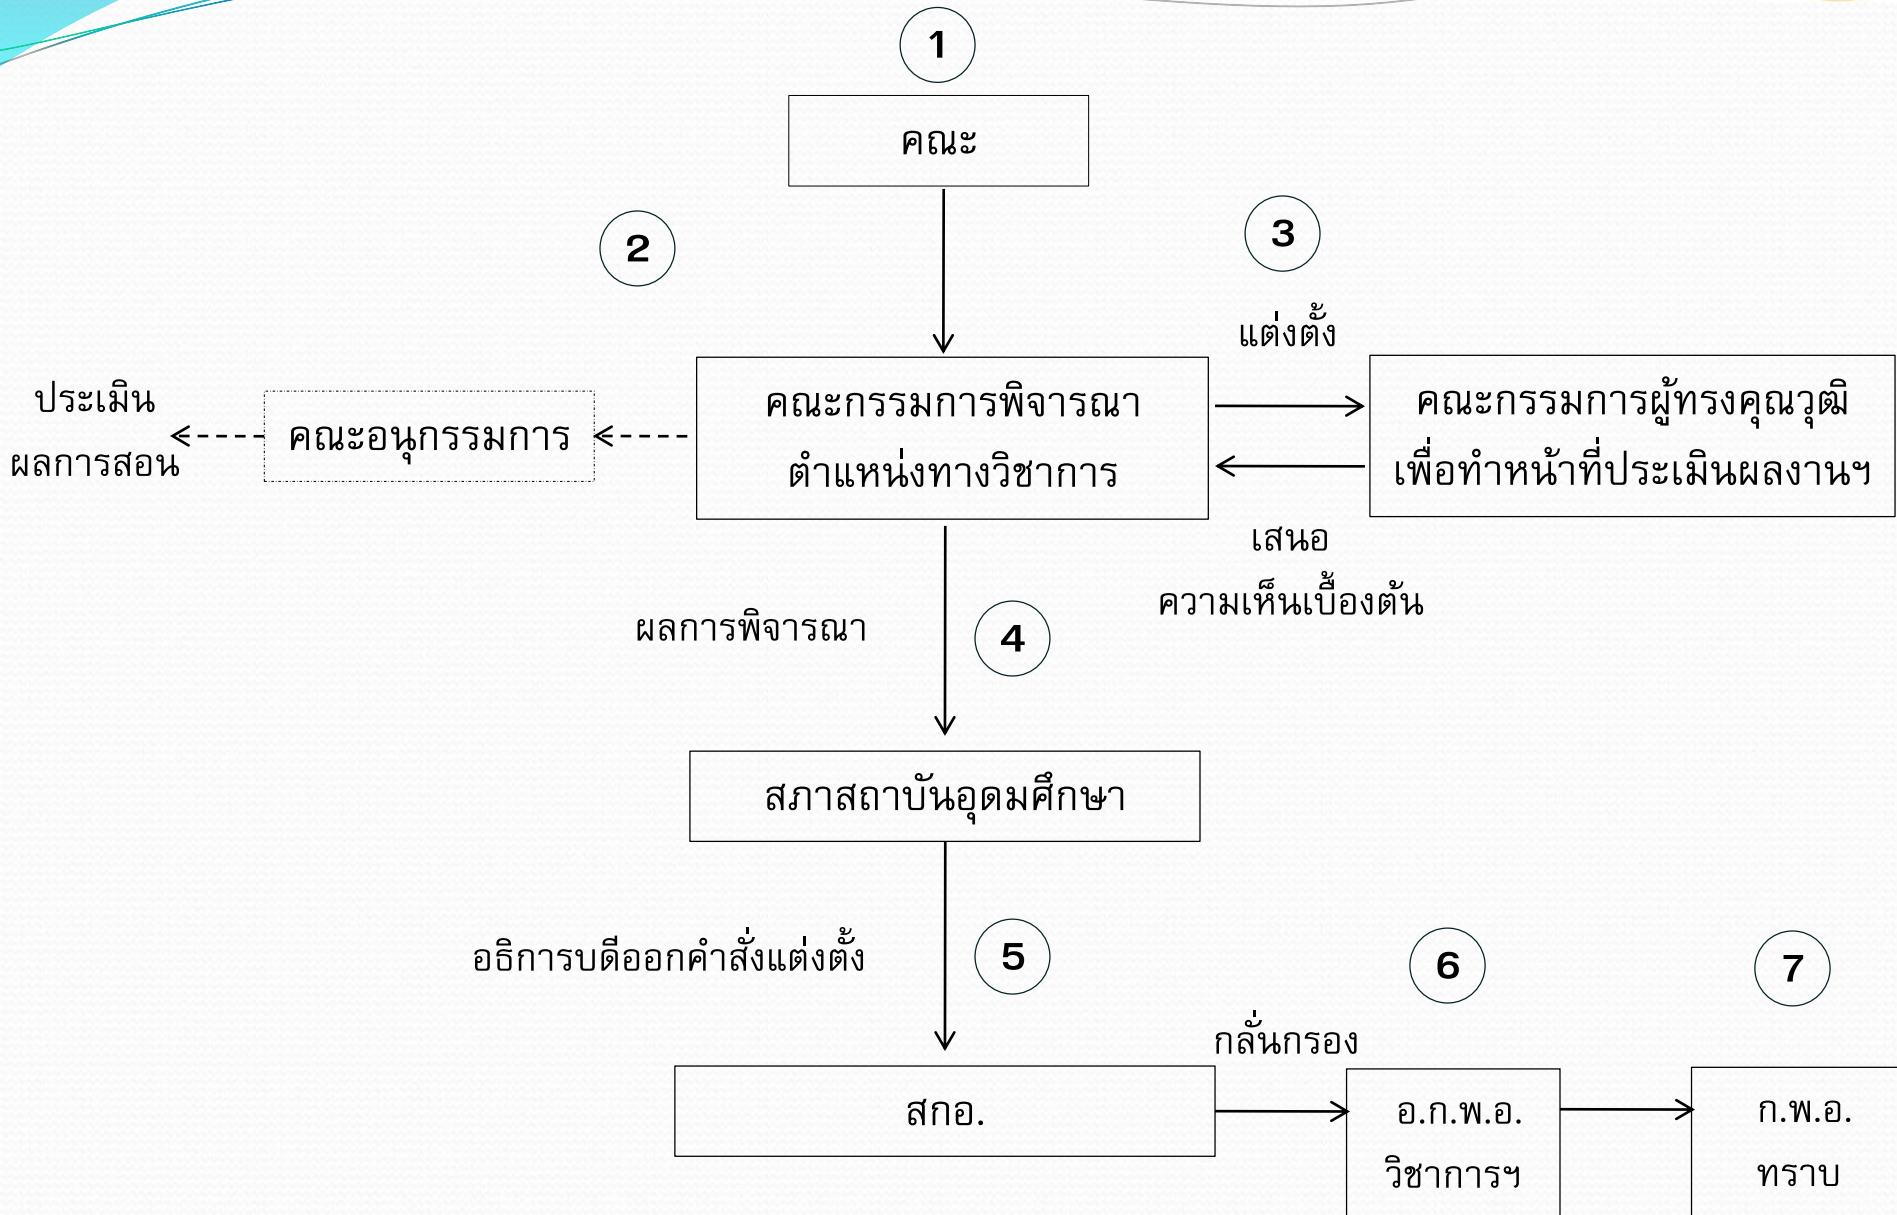 1
คณะ
2
3
แต่งตั้ง
ประเมิน
ผลการสอน
คณะอนุกรรมการ
คณะกรรมการพิจารณา
ตำแหน่งทางวิชาการ
คณะกรรมการผู้ทรงคุณวุฒิ
เพื่อทำหน้าที่ประเมินผลงานฯ
เสนอ
ความเห็นเบื้องต้น
ผลการพิจารณา
4
สภาสถาบันอุดมศึกษา
อธิการบดีออกคำสั่งแต่งตั้ง
5
6
7
กลั่นกรอง
สกอ.
อ.ก.พ.อ.
วิชาการฯ
ก.พ.อ.
ทราบ